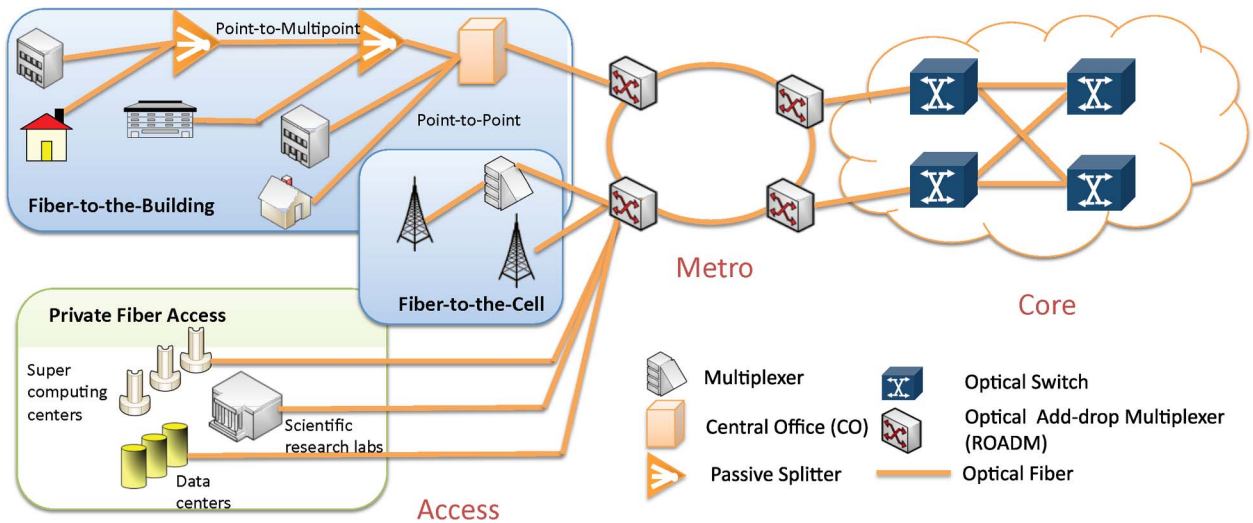 Point-to-Multipoint
Point-to-Point
Fiber-to-the-Building
Fiber-to-the-Cell
Private Fiber Access
Super
computing
centers
Scientific
research labs
Data
centers
Access
Metro
Core
Multiplexer
Central Office (CO)
Passive Splitter
Optical Switch
Optical Add-drop Multiplexer
(ROADM)
Optical Fiber